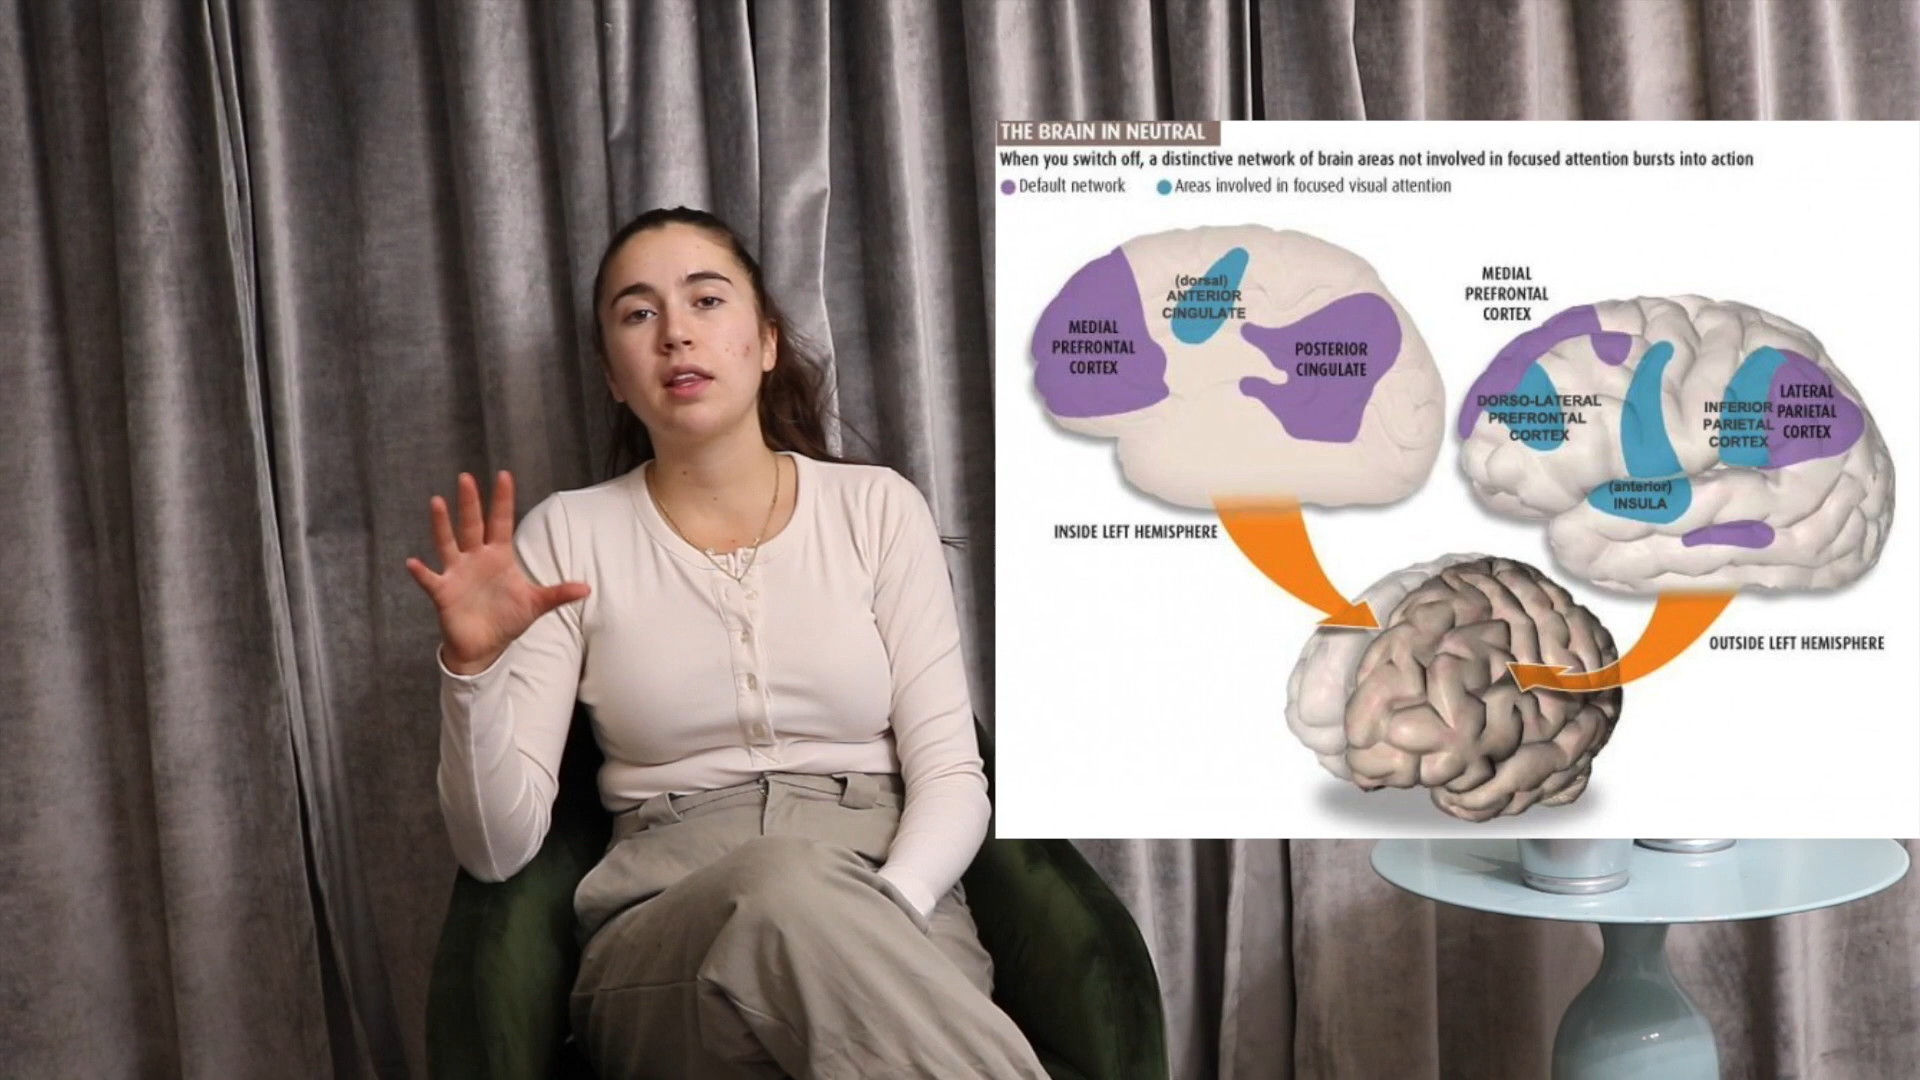 THE BRAIN IN NEUTRAL
When you switch off, a distinctive network of brain areas not involved in focused attention bursts into action
Default network
Areas involved in focused visual attention
MEDIAL
PREFRONTAL
CORTEX
(dorsal)
ANTERIOR
CINGULATE
POSTERIOR
CINGULATE
INSIDE LEFT HEMISPHERE
MEDIAL
PREFRONTAL
CORTEX
DORSO-LATERAL
PREFRONTAL
CORTEX
INFERIOR
PARIETAL
CORTEX
LATERAL
PARIETAL
CORTEX
(anterior)
INSULA
OUTSIDE LEFT HEMISPHERE